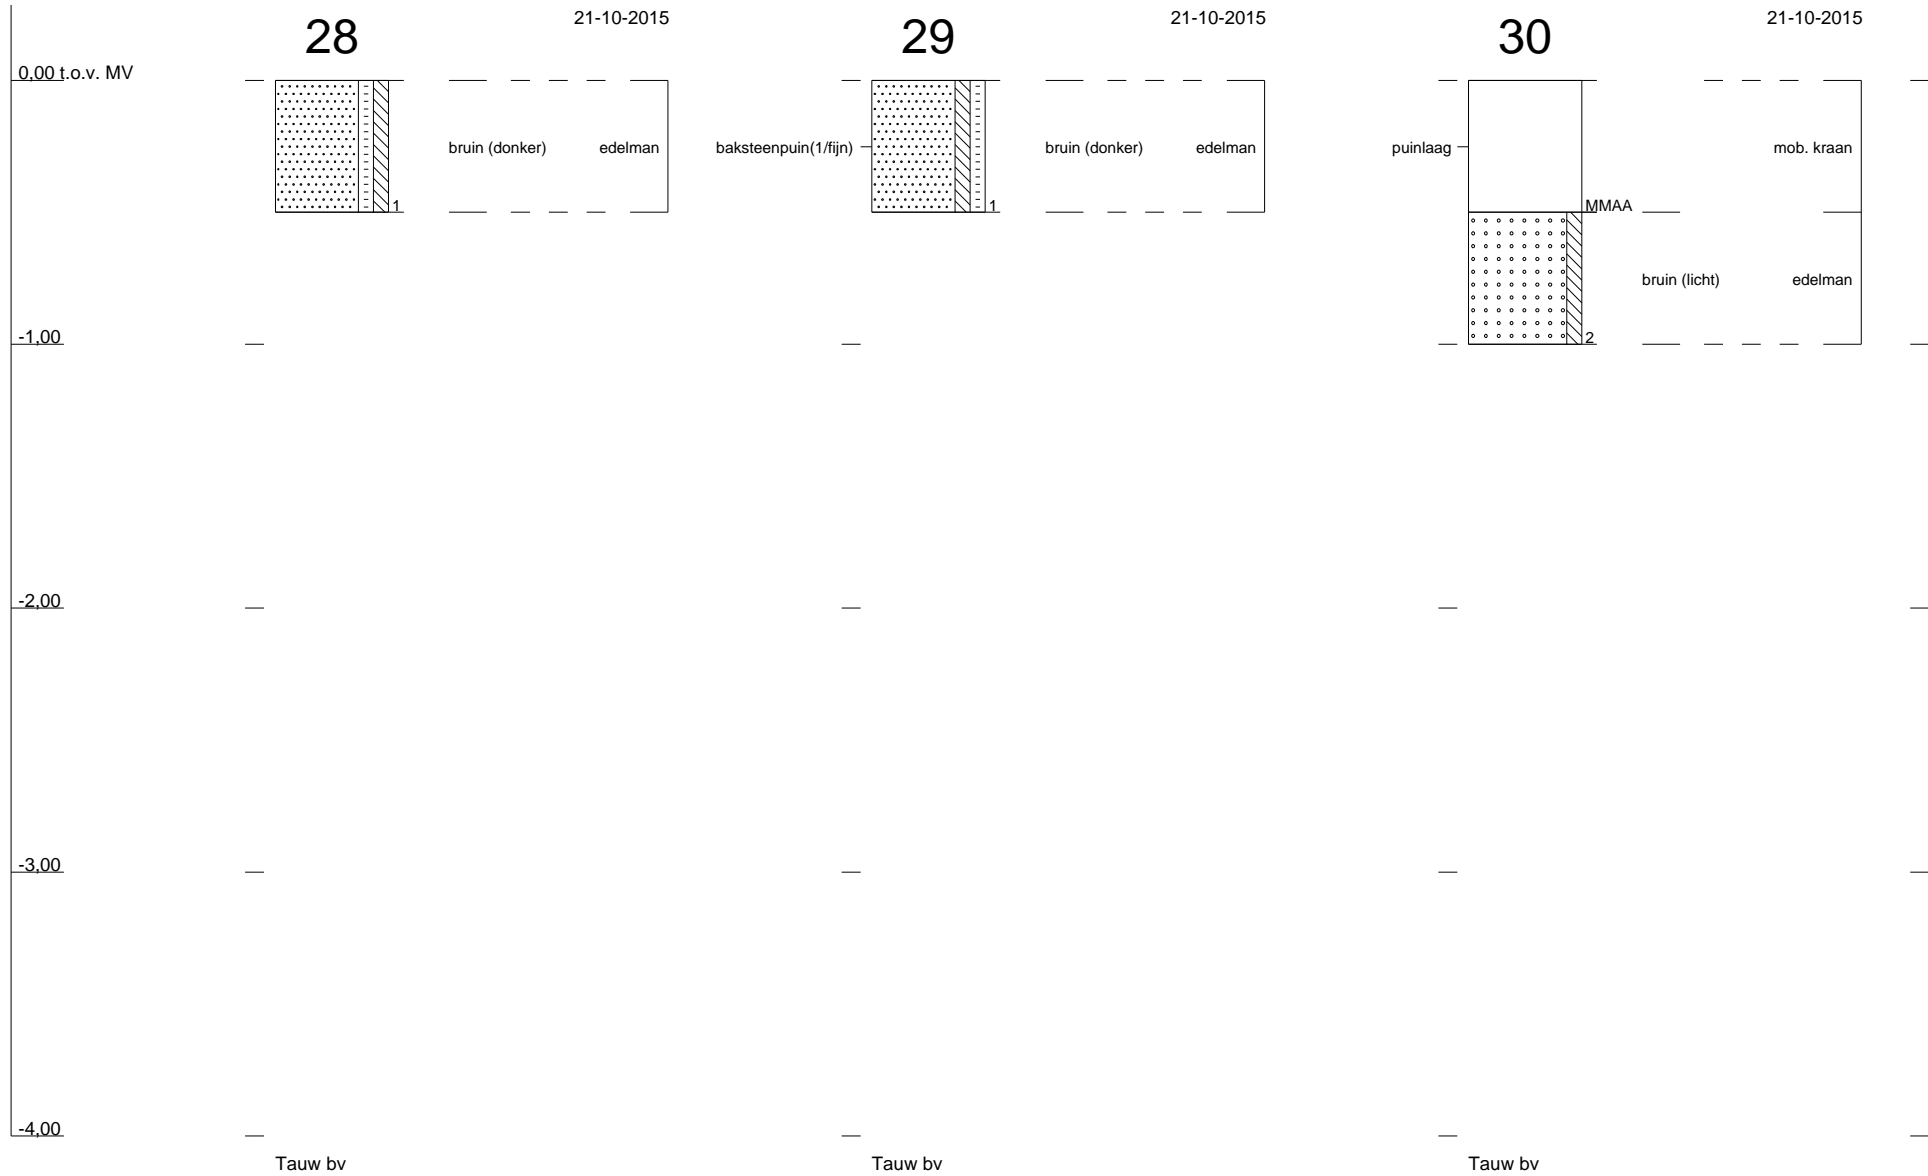 28 21-10-2015 29 21-10-2015 30 21-10-2015
0,00 t.o.v. MV
bruin (donker) edelman baksteenpuin(1/fijn) bruin (donker) edelman puinlaag mob. kraan
1 1 MMAA
bruin (licht) edelman
-1,00 2
-2,00
-3,00
-4,00
Tauw bv Tauw bv Tauw bv